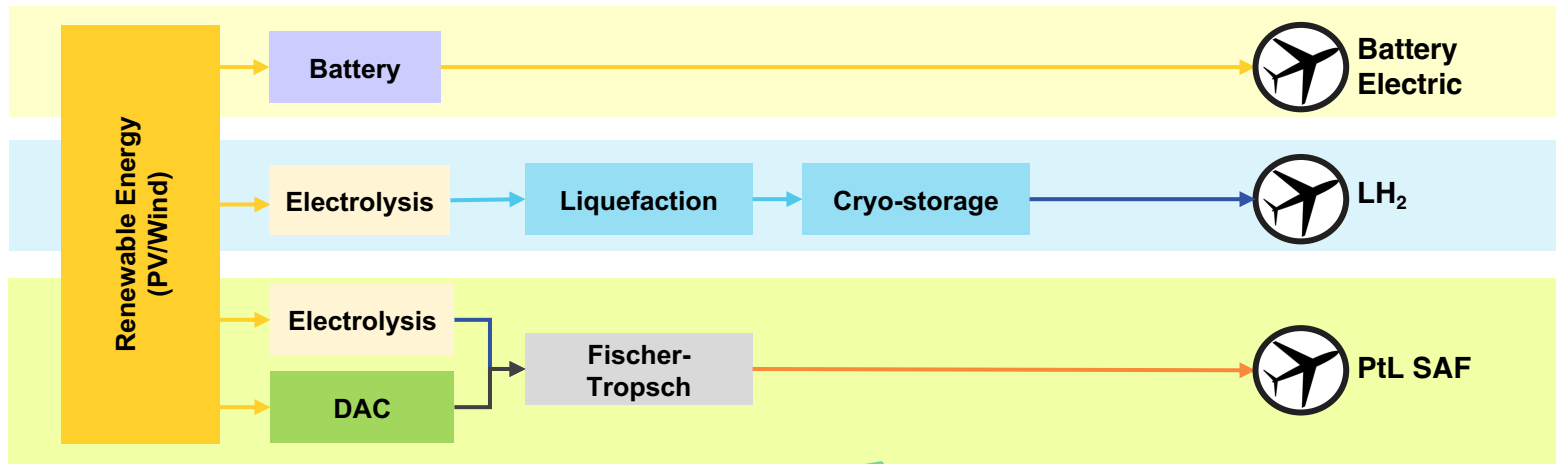 Renewable Energy
(PV/Wind)
Battery
Battery
Electric
Electrolysis
Liquefaction
Cryo-storage
LH₂
Electrolysis
DAC
Fischer-
Tropsch
PtL SAF